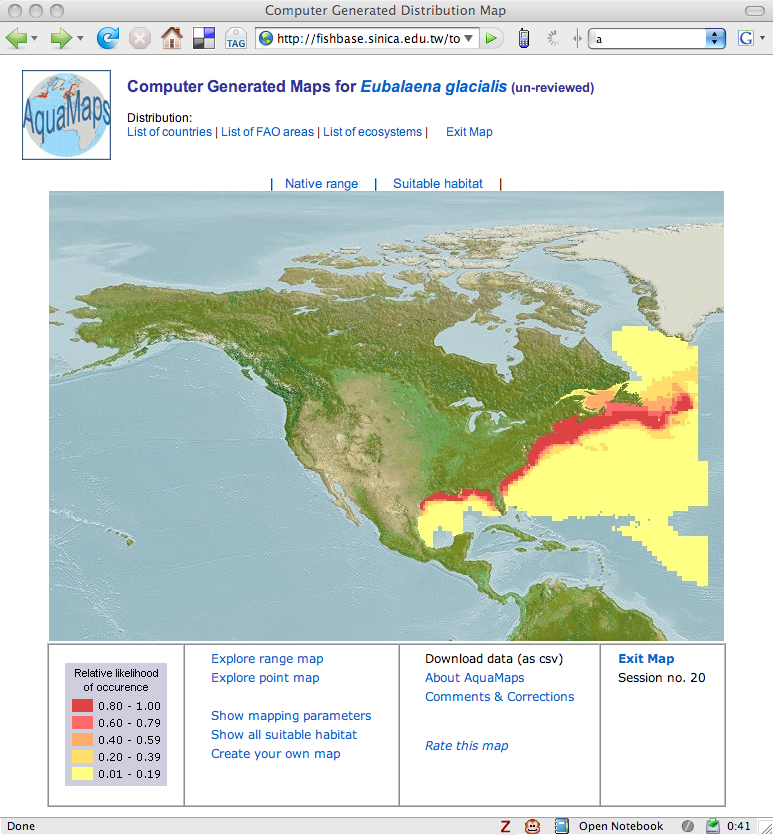 Computer Generated Distribution Map
TAG
http://fishbase.sinica.edu.tw/to
a
G
AquaMaps
Computer Generated Maps for Eubalaena glacialis (un-reviewed)
Distribution:
List of countries | List of FAO areas | List of ecosystems | Exit Map
| Native range | Suitable habitat |
Relative likelihood
of occurence
0.80 - 1.00
0.60 - 0.79
0.40 - 0.59
0.20 - 0.39
0.01 - 0.19
Explore range map
Explore point map
Show mapping parameters
Show all suitable habitat
Create your own map
Download data (as csv)
About AquaMaps
Comments & Corrections
Rate this map
Exit Map
Session no. 20
Done
Z
Open Notebook
0:41